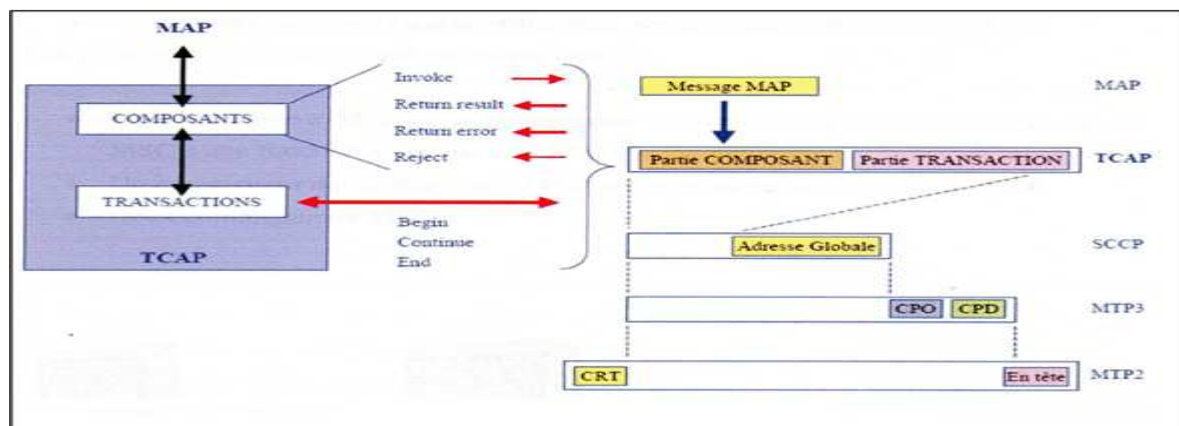 MAP
COMPOSANTS
TRANSACTIONS
TCAP
Invoke
Return result
Return error
Reject
Begin
Continue
End
Message MAP MAP
Partie COMPOSANT Partie TRANSACTION TCAP
Adresse Globale SCCP
CPO CPD MTP3
CRT En tête MTP2